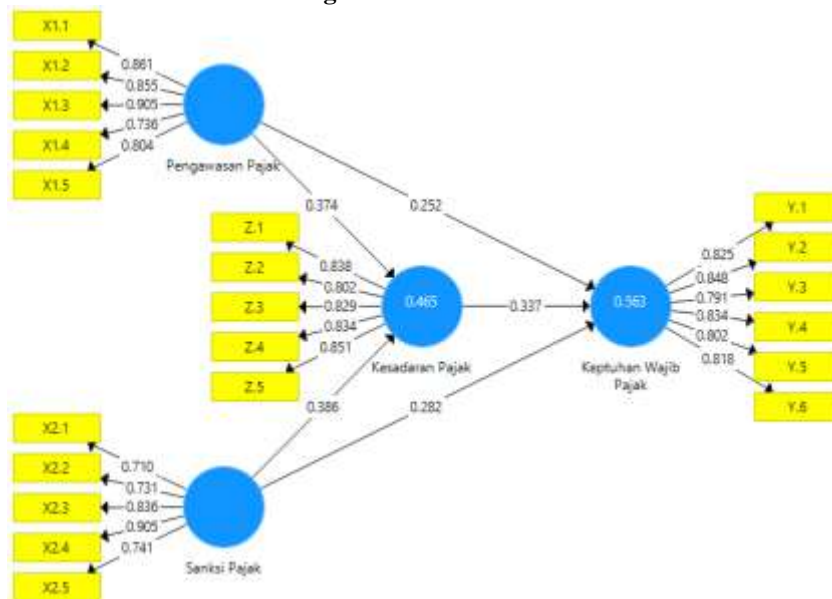 X1.1
X1.2
X1.3
X1.4
X1.5
0.861
0.855
0.905
0.736
0.804
Pengawasan Pajak
0.374
0.252
Z.1
Z.2
Z.3
Z.4
Z.5
0.838
0.802
0.829
0.834
0.851
0.465
Kesadaran Pajak
0.337
0.563
Keptuhan Wajib
Pajak
0.825
0.848
0.791
0.834
0.802
0.818
Y.1
Y.2
Y.3
Y.4
Y.5
Y.6
0.386
0.282
X2.1
X2.2
X2.3
X2.4
X2.5
0.710
0.731
0.836
0.905
0.741
Sanksi Pajak